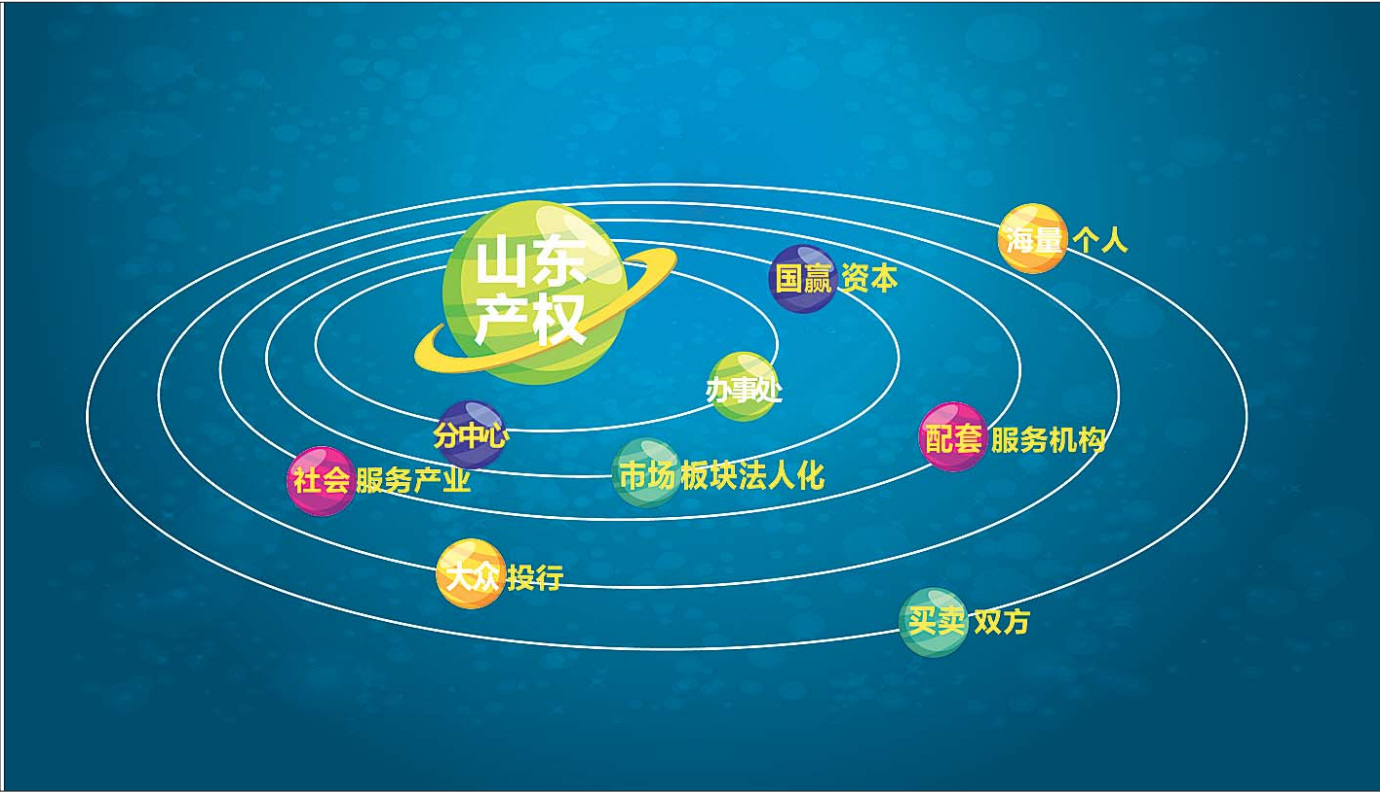 山东
产权
海量 个人
国赢 资本
办事处
分中心
配套 服务机构
市场板块法人化
社会 服务产业
大众 投行
买卖 双方